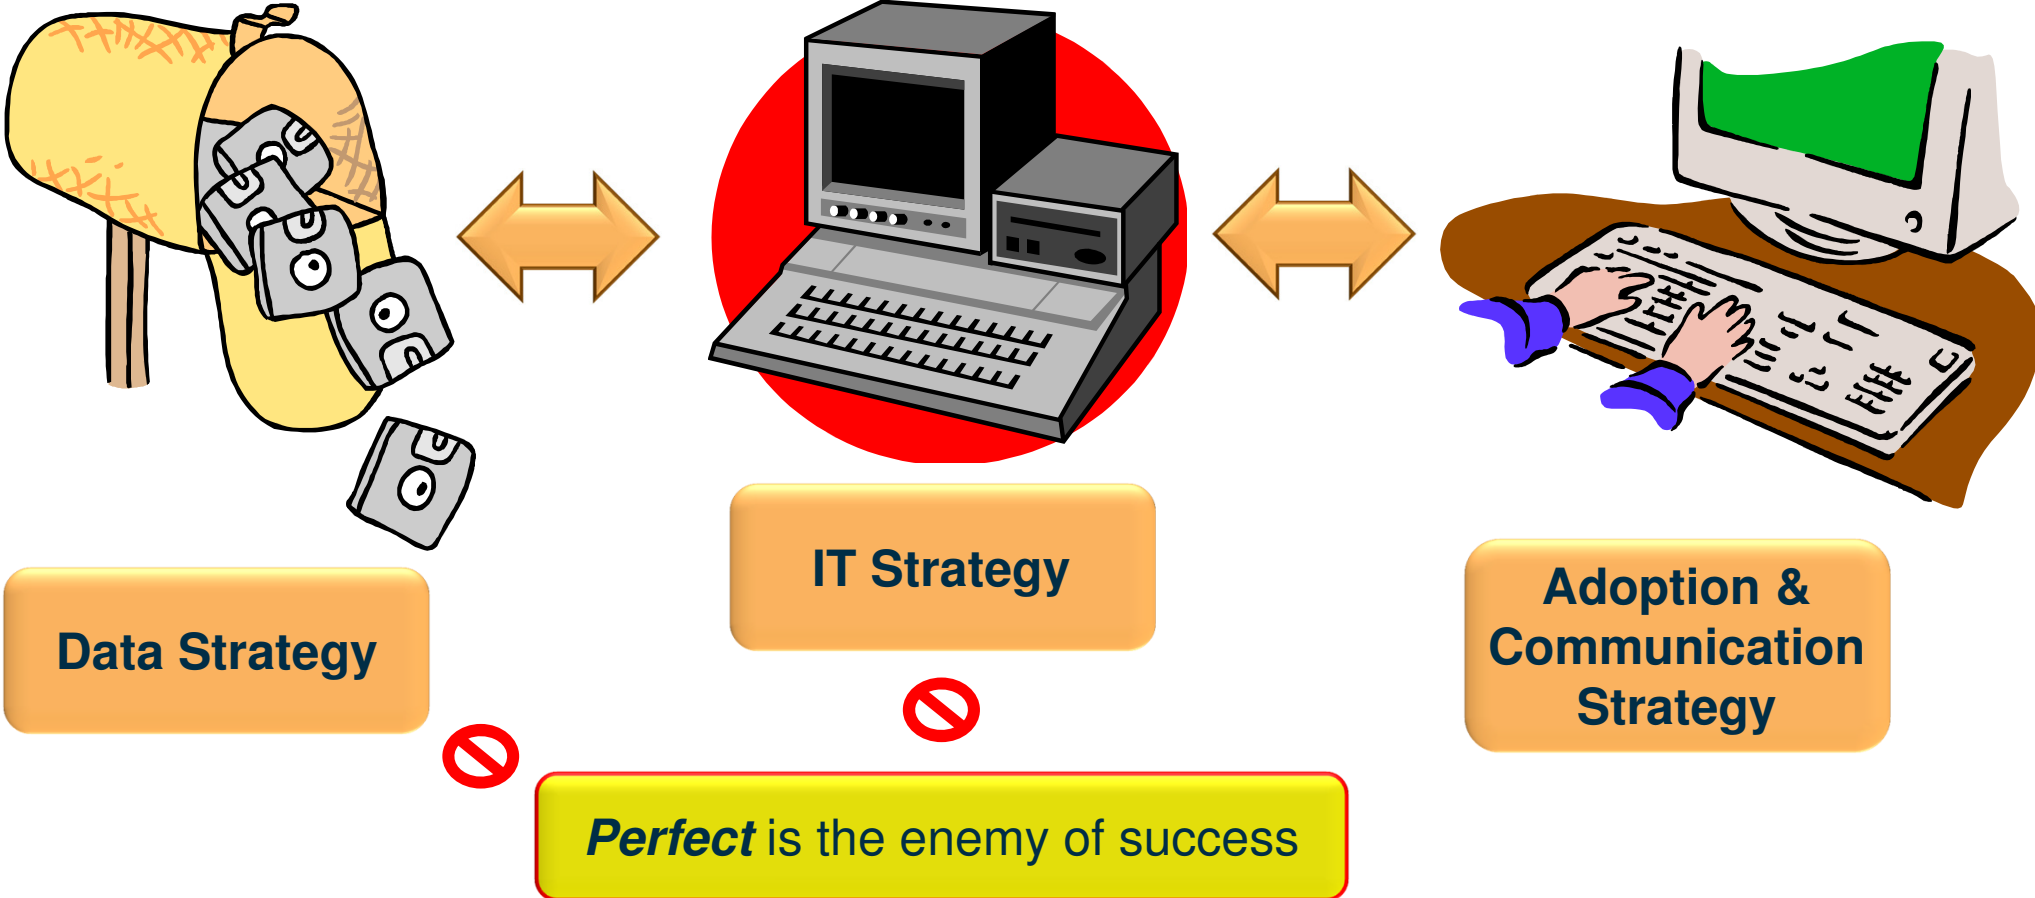 Data Strategy
IT Strategy
Adoption &
Communication
Strategy
Perfect is the enemy of success